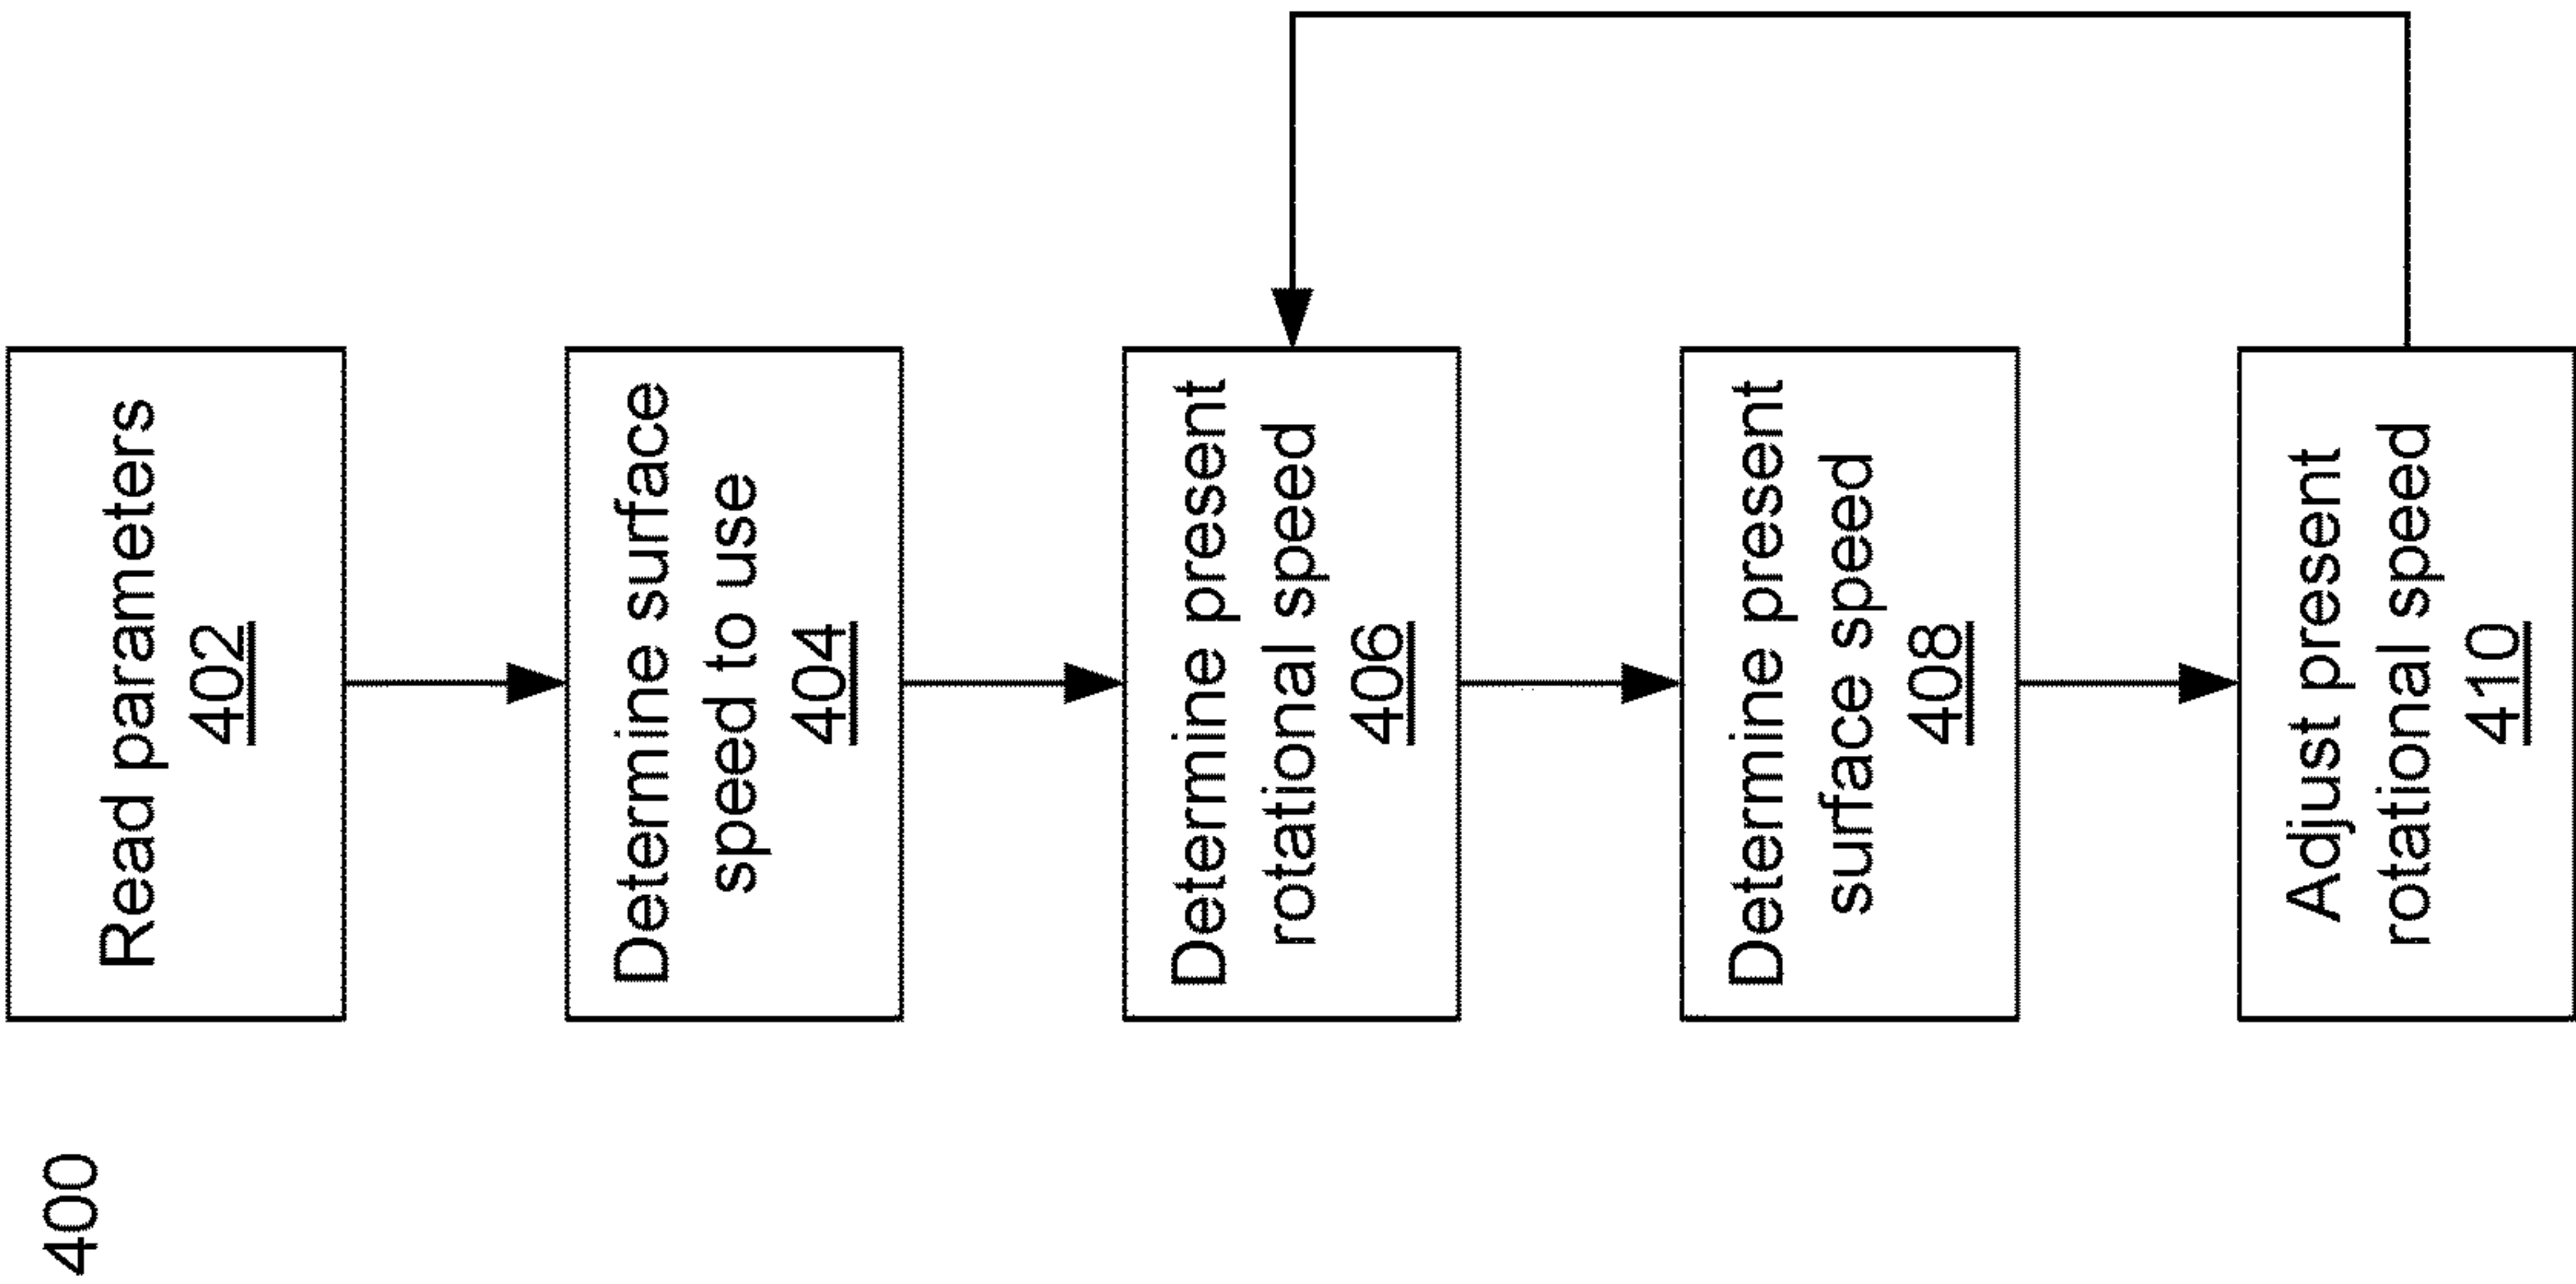 400
Read parameters
402
Determine surface
speed to use
404
Determine present
rotational speed
406
Determine present
surface speed
408
Adjust present
rotational speed
410